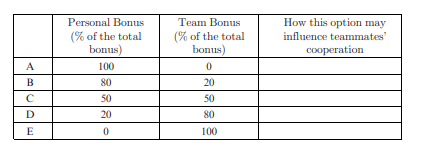 Personal Bonus Team Bonus How this option may
(% of the total (% of the total influence teammates'
bonus) bonus) cooperation
A 100 0
B 80 20
C 50 50
D 20 80
E 0 100